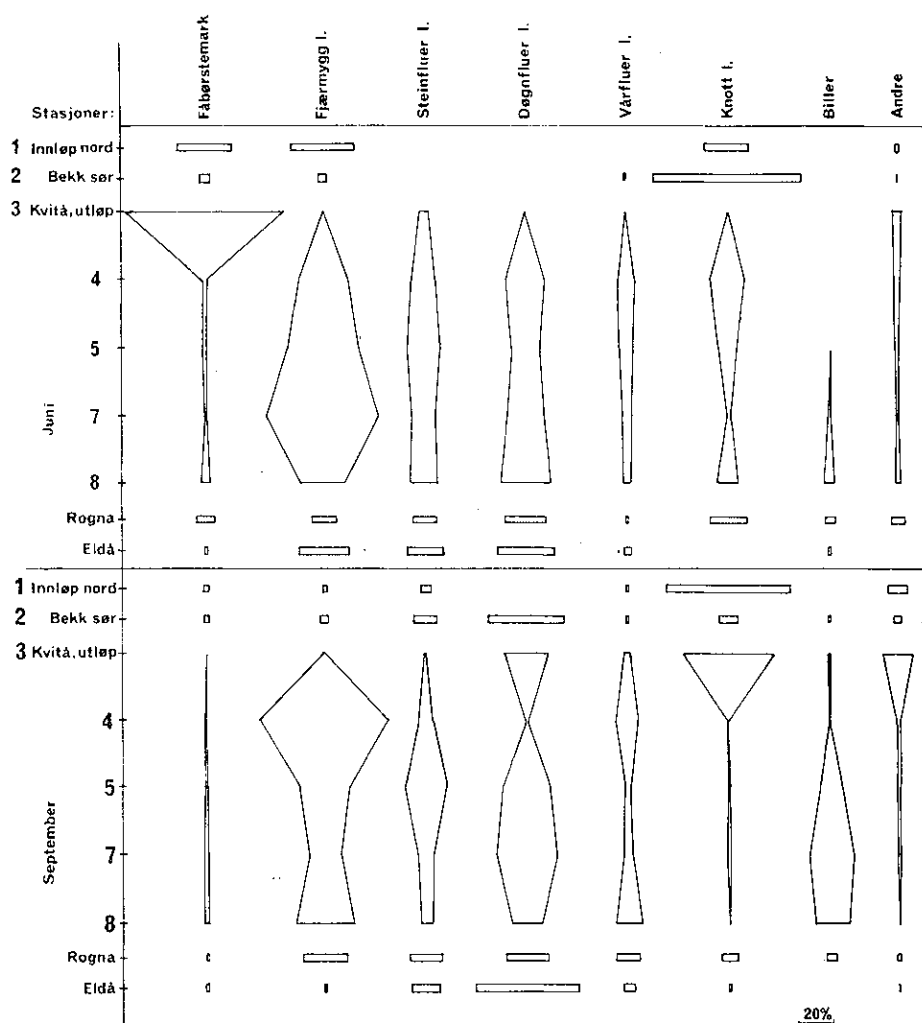 Fåbørstemark
Fjærmygg l.
Steinfluer l.
Døgnfluer l.
Vårfluer l.
Knott l.
Biller
Andre
Stasjoner:
1 Innløp nord
2 Bekk sør
3 Kvitå, utløp
4
5
Juni
7
8
Rogna
Eldå
1 Innløp nord
2 Bekk sør
3 Kvitå, utløp
4
5
September
7
8
Rogna
Eldå
20%